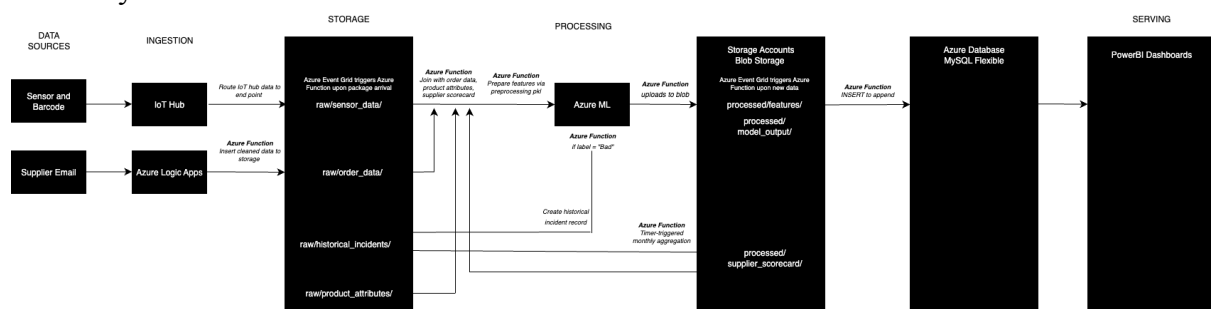 STORAGE
PROCESSING
SERVING
DATA
SOURCES
INGESTION
Sensor and
Barcode
IoT Hub
Route IoT hub data to
end point
Supplier Email
Azure Logic Apps
Azure Function
Insert cleaned data to
storage
Azure Event Grid triggers Azure
Function upon package arrival
raw/sensor_data/
raw/order_data/
raw/historical_incidents/
raw/product_attributes/
Azure Function
Join with order data,
product attributes,
supplier scorecard
Azure Function
Prepare features via
preprocessing pkl
Azure ML
Azure Function
if label = "Bad"
Create historical
incident record
Azure Function
uploads to blob
Azure Function
Timer-triggered
monthly aggregation
Storage Accounts
Blob Storage
Azure Event Grid triggers Azure
Function upon new data
processed/features/
processed/
model_output/
processed/
supplier_scorecard/
Azure Function
INSERT to append
Azure Database
MySQL Flexible
PowerBI Dashboards